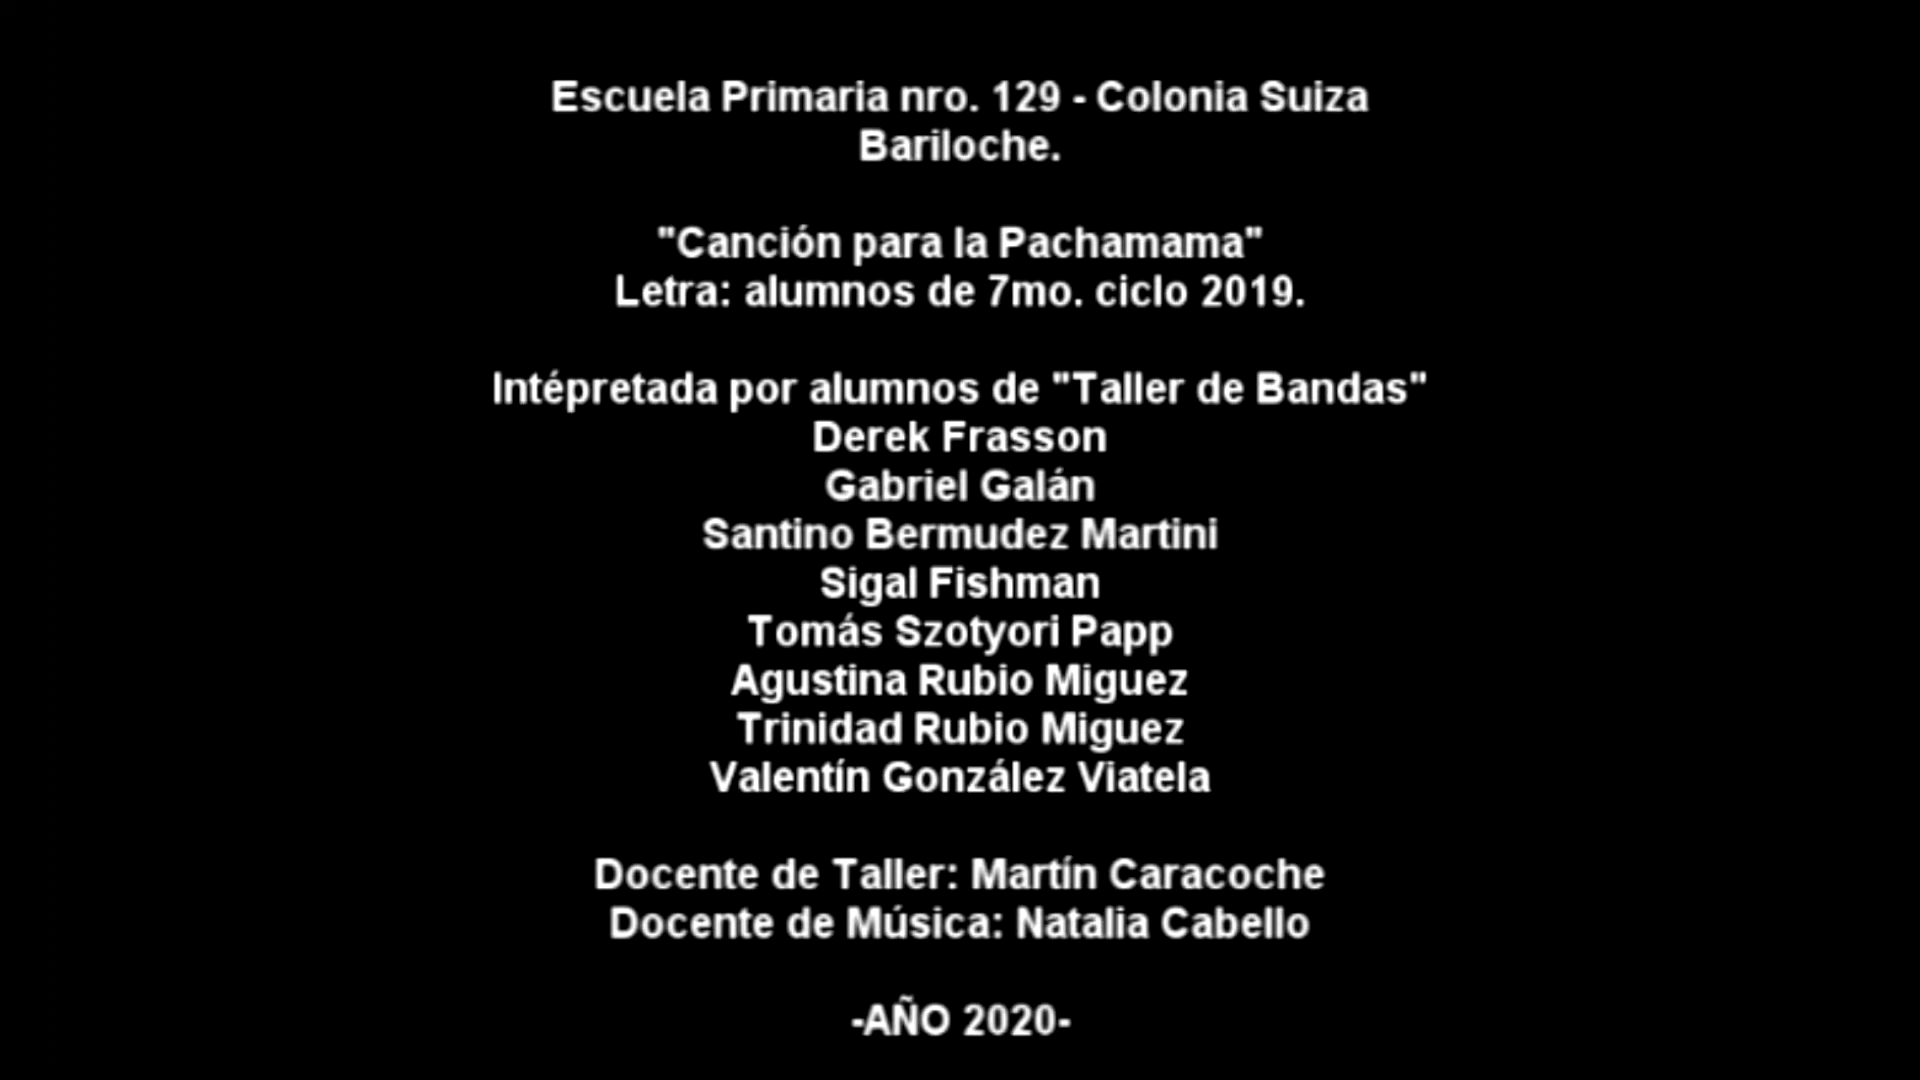 Escuela Primaria nro. 129 - Colonia Suiza
Bariloche.
"Canción para la Pachamama"
Letra: alumnos de 7mo. ciclo 2019.
Intépretada por alumnos de "Taller de Bandas"
Derek Frasson
Gabriel Galán
Santino Bermudez Martini
Sigal Fishman
Tomás Szotyori Papp
Agustina Rubio Miguez
Trinidad Rubio Miguez
Valentín González Viatela
Docente de Taller: Martín Caracoche
Docente de Música: Natalia Cabello
-AÑO 2020-